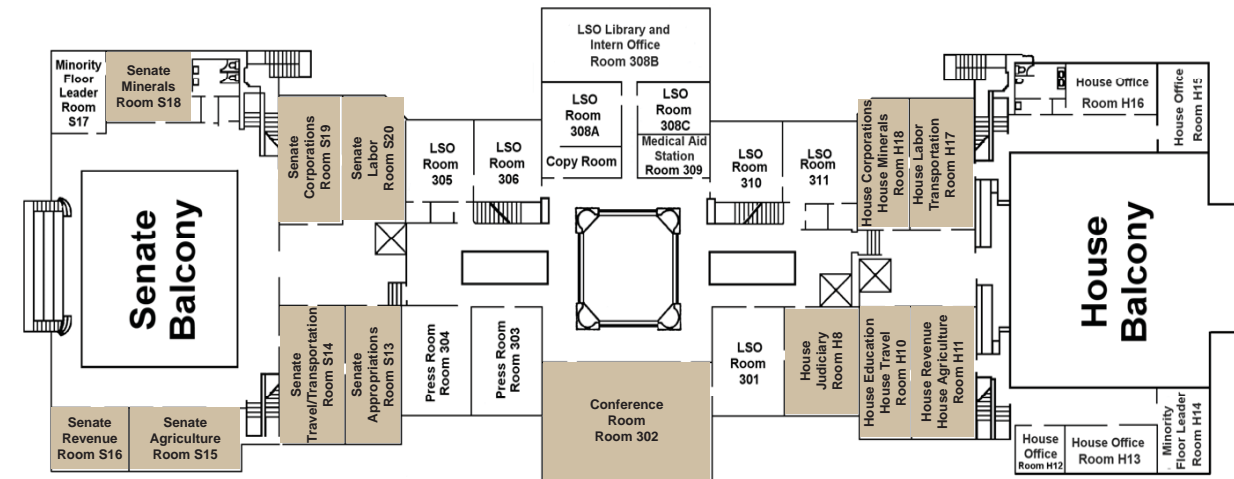 Minority
Floor
Leader
Room
S17
Senate
Minerals
Room S18
Senate
Corporations
Room S19
Senate
Labor
Room S20
LSO
Room
305
LSO
Room
306
LSO Library and
Intern Office
Room 308B
LSO
Room
308A
Copy Room
LSO
Room
308C
Medical Aid
Station
Room 309
LSO
Room
310
LSO
Room
311
House Corporations
House Minerals
Room H18
House Labor
Transportation
Room H17
House Office
Room H16
House Office
Room H15
Senate
Balcony
House
Balcony
Senate
Travel/Transportation
Room S14
Senate
Appropriations
Room S13
Press Room
Room 304
Press Room
Room 303
LSO
Room
301
House
Judiciary
Room H8
House Education
House Travel
Room H10
House Revenue
House Agriculture
Room H11
Senate
Revenue
Room S16
Senate
Agriculture
Room S15
Conference
Room
Room 302
House
Office
Room H12
House Office
Room H13
Minority
Floor Leader
Room H14